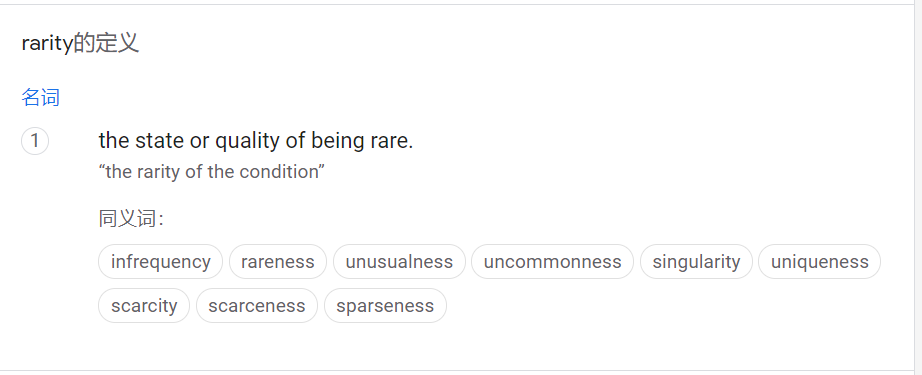 rarity的定义
名词
1 the state or quality of being rare.
“the rarity of the condition”
同义词：
infrequency rareness unusualness uncommonness singularity uniqueness
scarcity scarceness sparseness